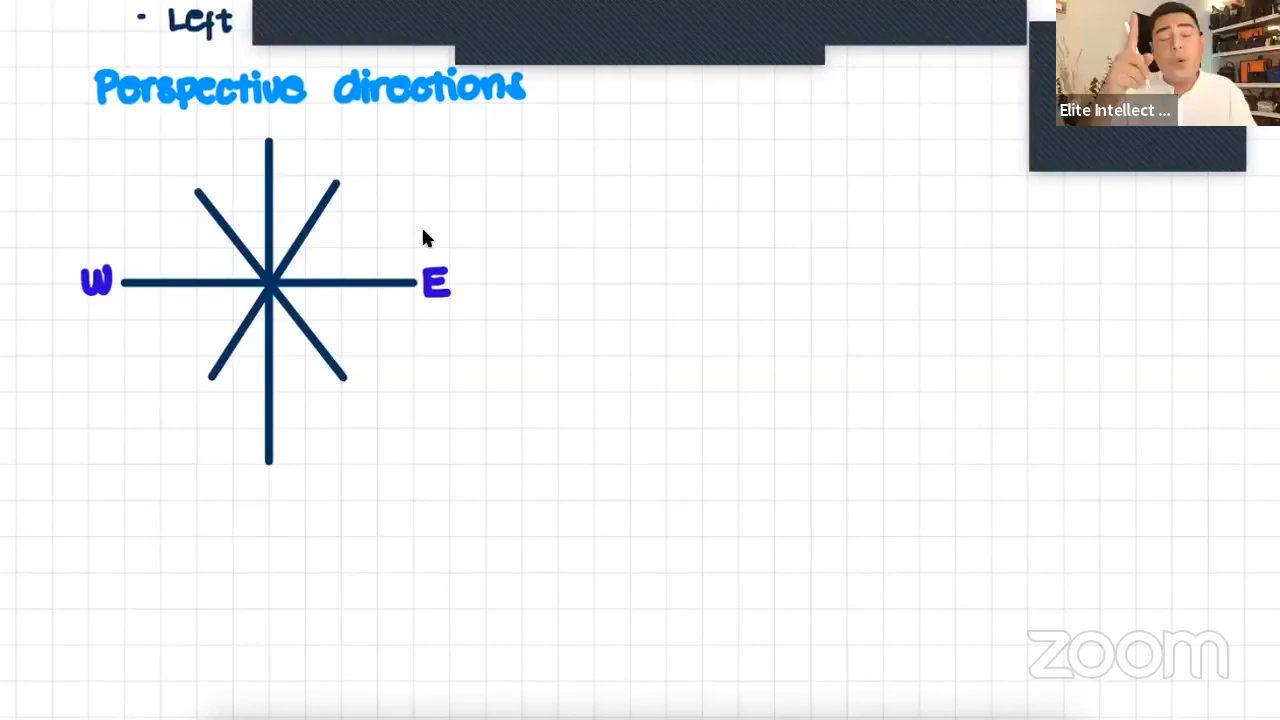 · Left
Elite Intellect ...
Perspective directions
W
E
zoom